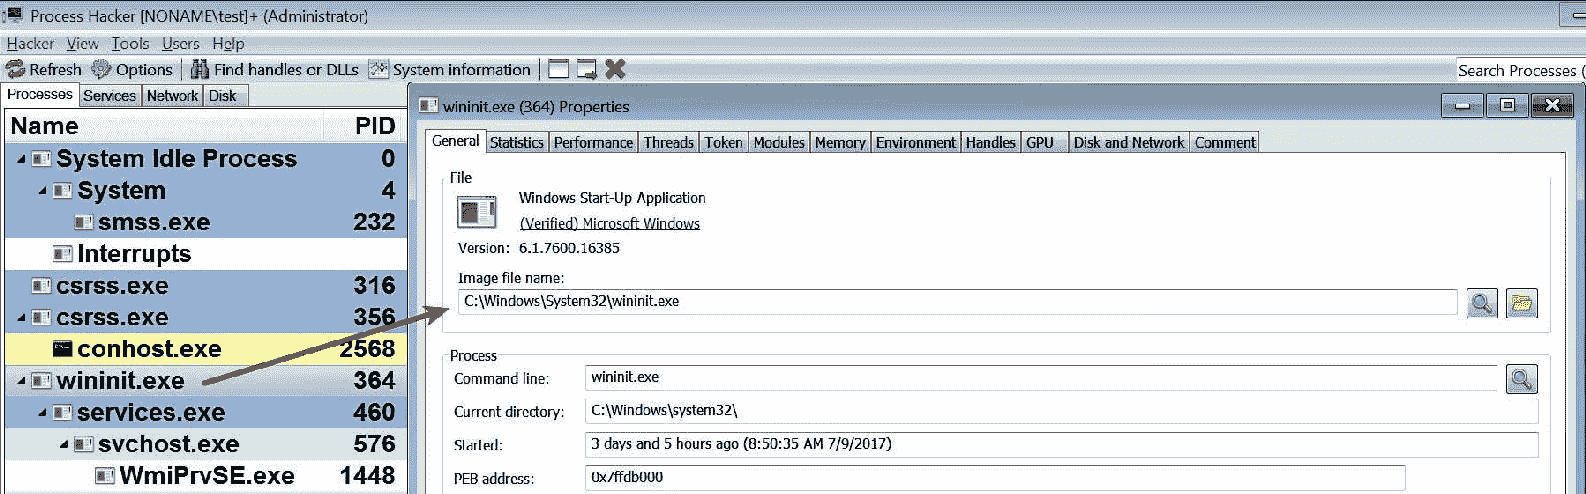 Process Hacker [NONAME\test]+ (Administrator)
Hacker View Tools Users Help
Refresh Options Find handles or DLLs System information
Search Processes (
Processes Services Network Disk
Name PID
System Idle Process 0
System 4
smss.exe 232
Interrupts
csrss.exe 316
csrss.exe 356
conhost.exe 2568
wininit.exe 364
services.exe 460
svchost.exe 576
WmiPrvSE.exe 1448
wininit.exe (364) Properties
General Statistics Performance Threads Token Modules Memory Environment Handles GPU Disk and Network Comment
File
Windows Start-Up Application
(Verified) Microsoft Windows
Version: 6.1.7600.16385
Image file name:
C:\Windows\System32\wininit.exe
Process
Command line: wininit.exe
Current directory: C:\Windows\system32\
Started: 3 days and 5 hours ago (8:50:35 AM 7/9/2017)
PEB address: 0x7ffdb000